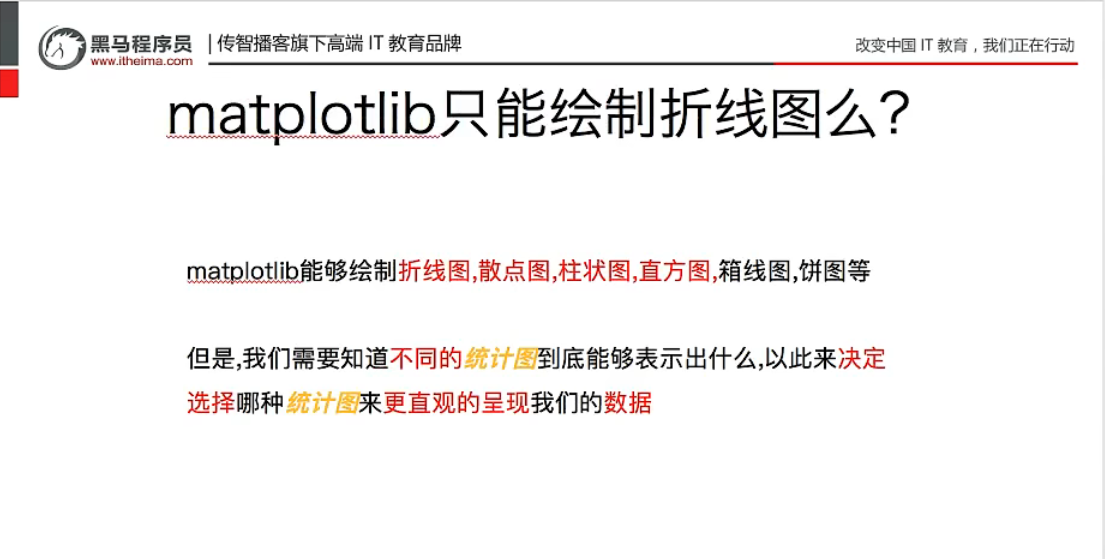 黑马程序员
www.itheima.com
传智播客旗下高端 IT 教育品牌
改变中国 IT 教育，我们正在行动
matplotlib只能绘制折线图么？
matplotlib能够绘制折线图,散点图,柱状图,直方图,箱线图,饼图等
但是,我们需要知道不同的统计图到底能够表示出什么,以此来决定
选择哪种统计图来更直观的呈现我们的数据